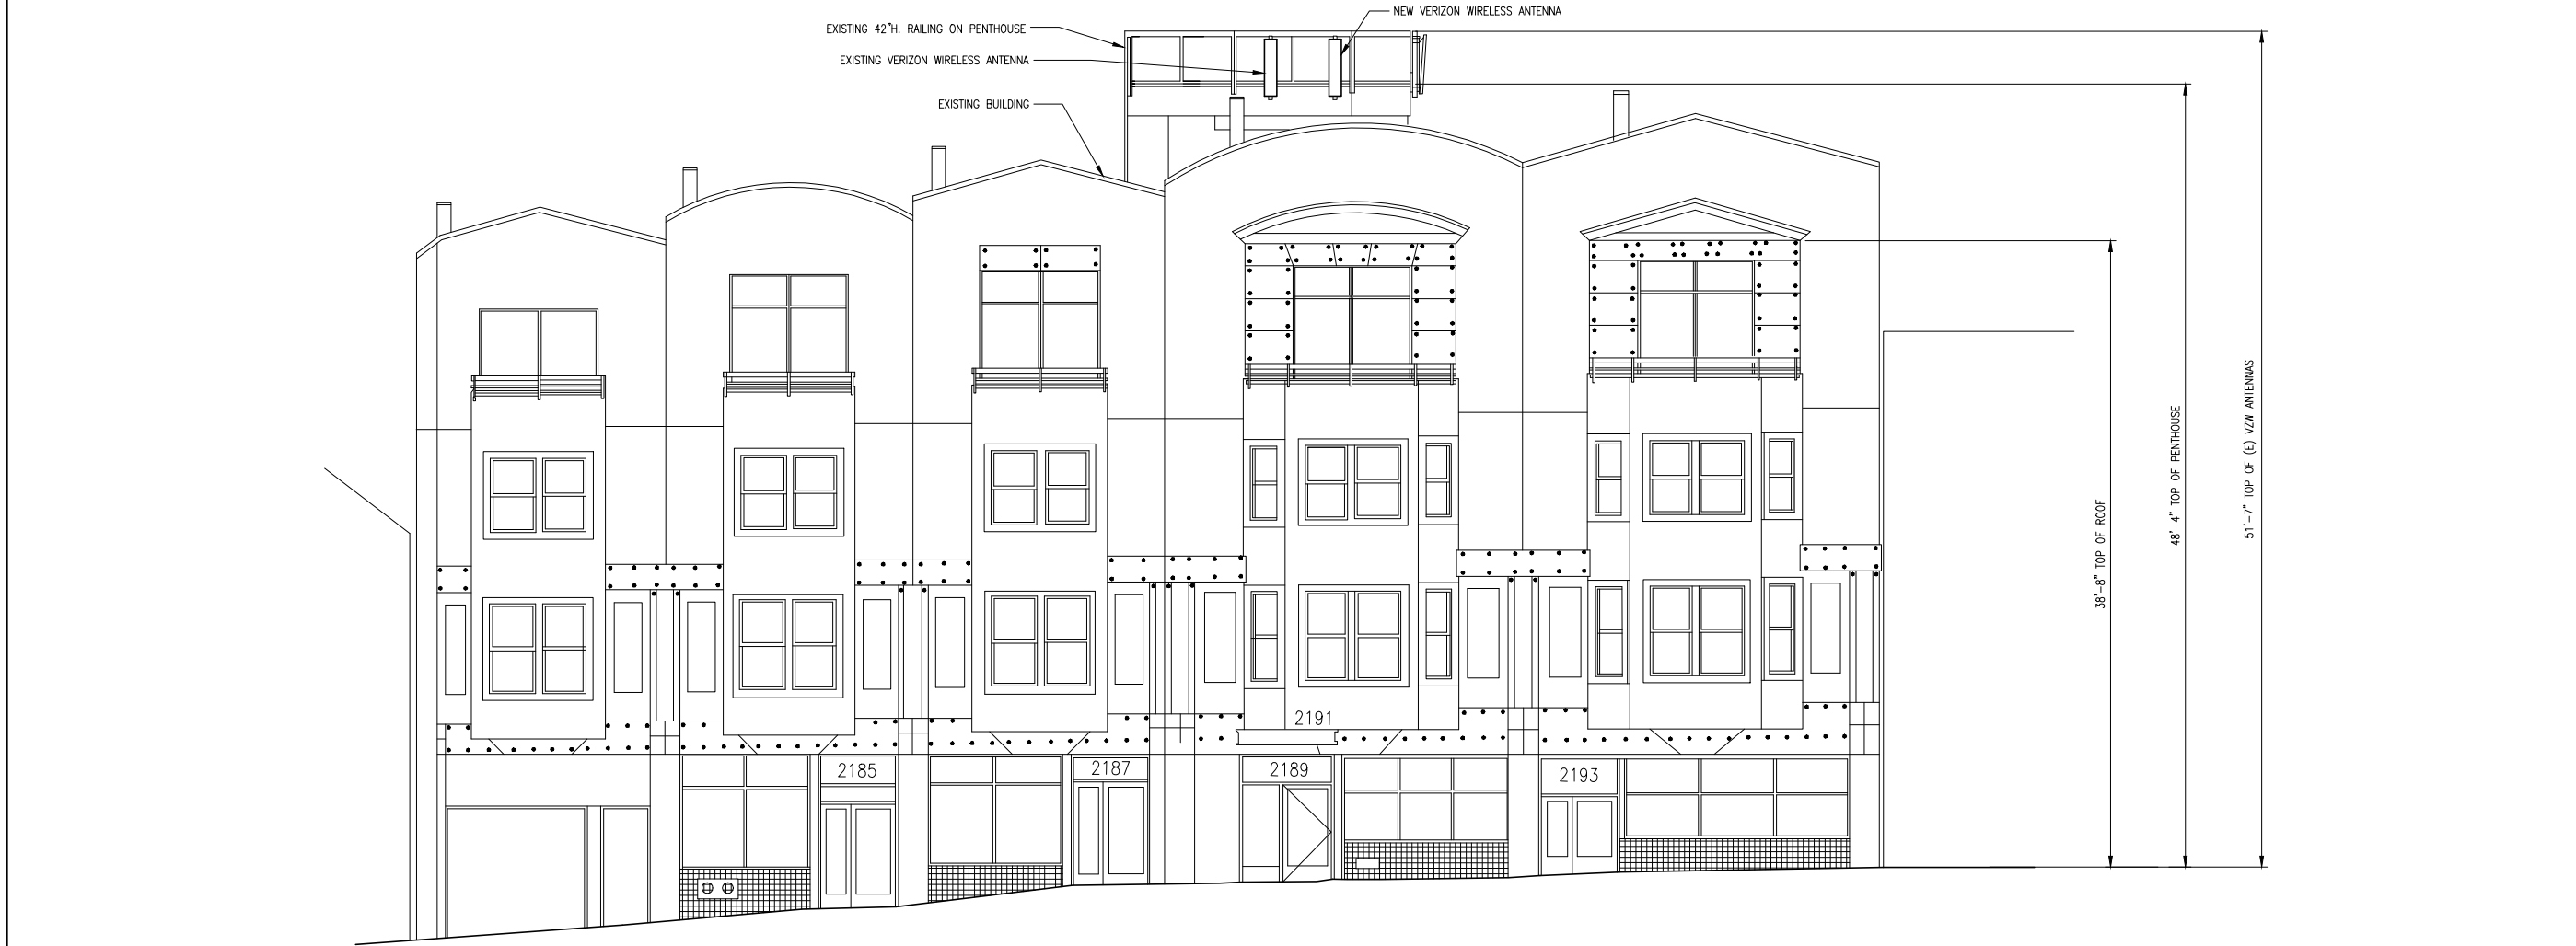 NEW VERIZON WIRELESS ANTENNA
EXISTING 42"H. RAILING ON PENTHOUSE
EXISTING VERIZON WIRELESS ANTENNA
EXISTING BUILDING
38'-8" TOP OF ROOF
48'-4" TOP OF PENTHOUSE
51'-7" TOP OF (E) VZW ANTENNAS
2191
2185
2187
2189
2193